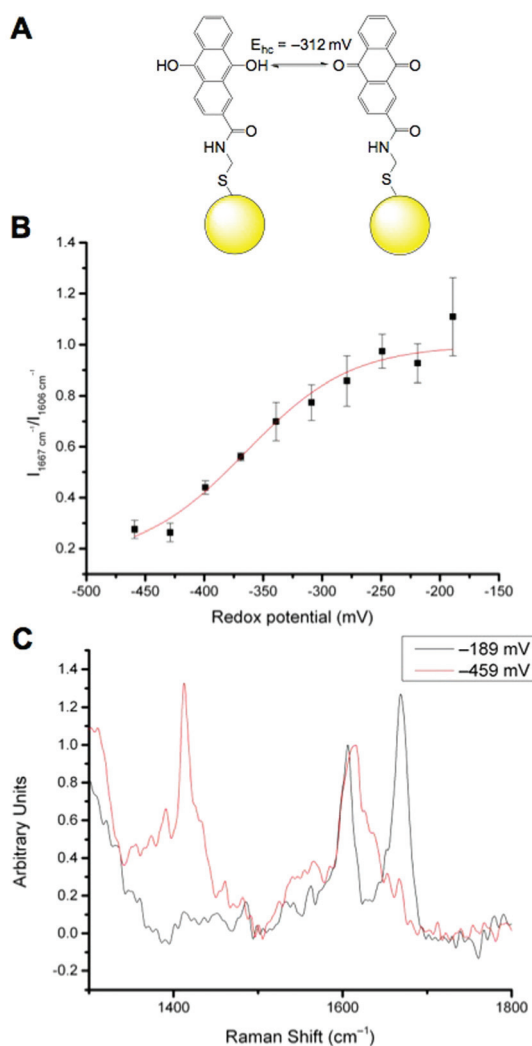 A
E_hc = −312 mV
HO
OH
O
O
HN
O
HN
O
S
S
B
1.4
1.2
1.0
0.8
0.6
0.4
0.2
I_1667 cm⁻¹/I_1606 cm⁻¹
-500 -450 -400 -350 -300 -250 -200 -150
Redox potential (mV)
C
−189 mV
−459 mV
1.4
1.2
1.0
0.8
0.6
0.4
0.2
0.0
-0.2
Arbitrary Units
1400 1500 1600 1700 1800
Raman Shift (cm⁻¹)